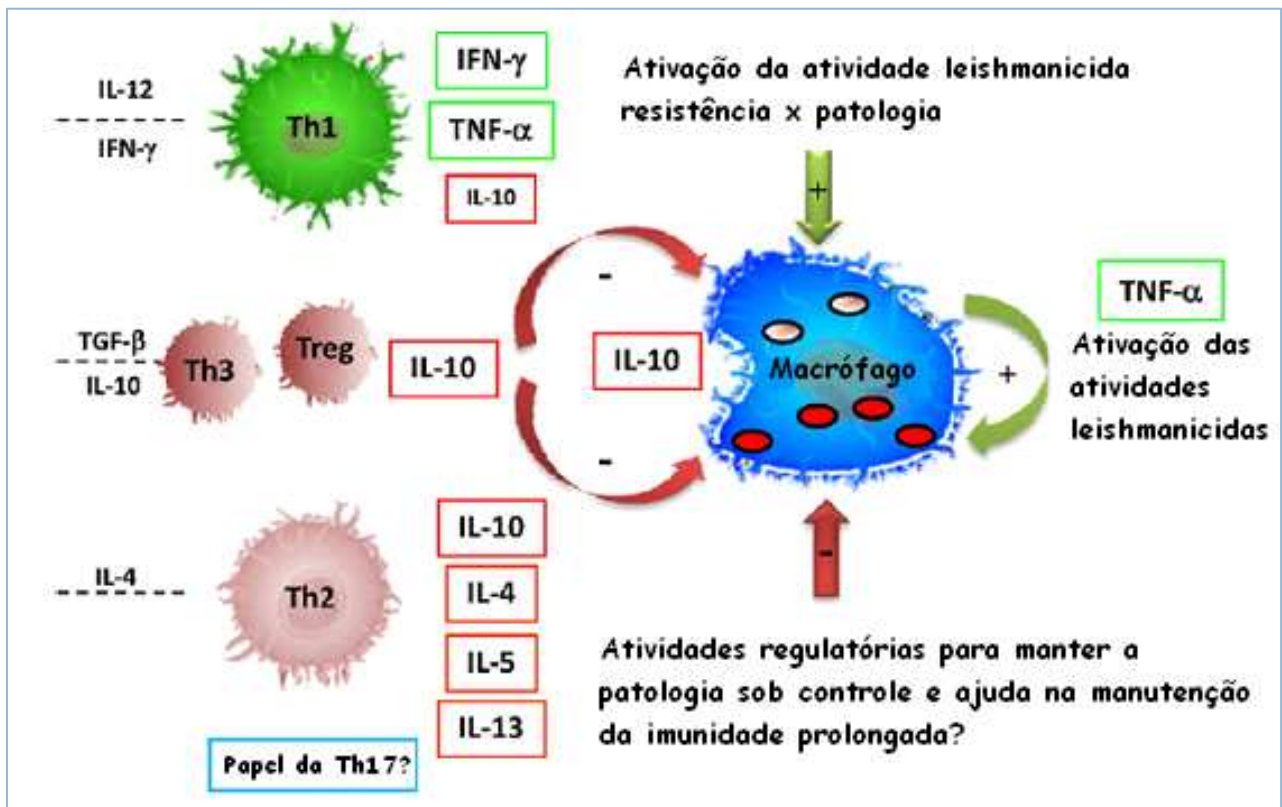 IL-12
IFN-γ
Th1
IFN-γ
TNF-α
IL-10
Ativação da atividade leishmanicida
resistência x patologia
+
TGF-β
IL-10
Th3
Treg
IL-10
-
-
IL-10
Macrófago
+
TNF-α
Ativação das
atividades
leishmanicidas
IL-4
Th2
IL-10
IL-4
IL-5
IL-13
-
Atividades regulatórias para manter a
patologia sob controle e ajuda na manutenção
da imunidade prolongada?
Papel da Th17?